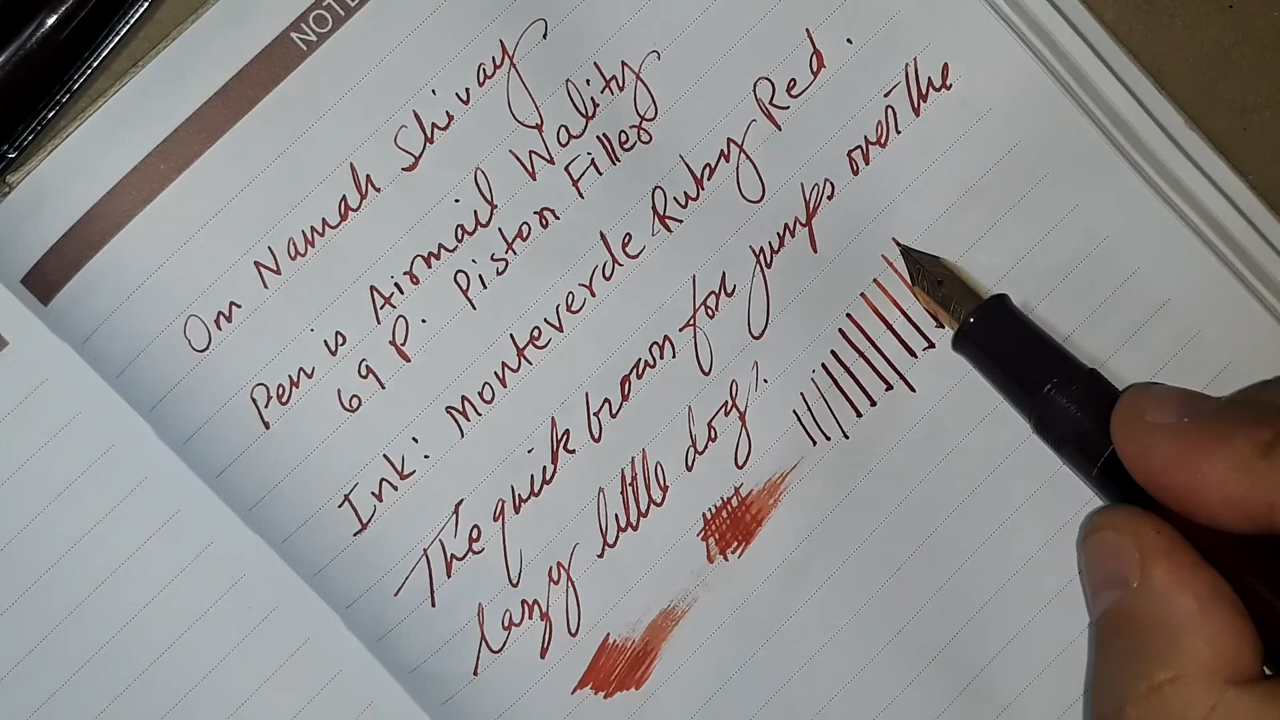 NOTE
Om Namah Shivay
Pen is Airmail Wality
69 P. Piston Filler
Ink: Monteverde Ruby Red.
The quick brown fox jumps over the
lazy little dog.